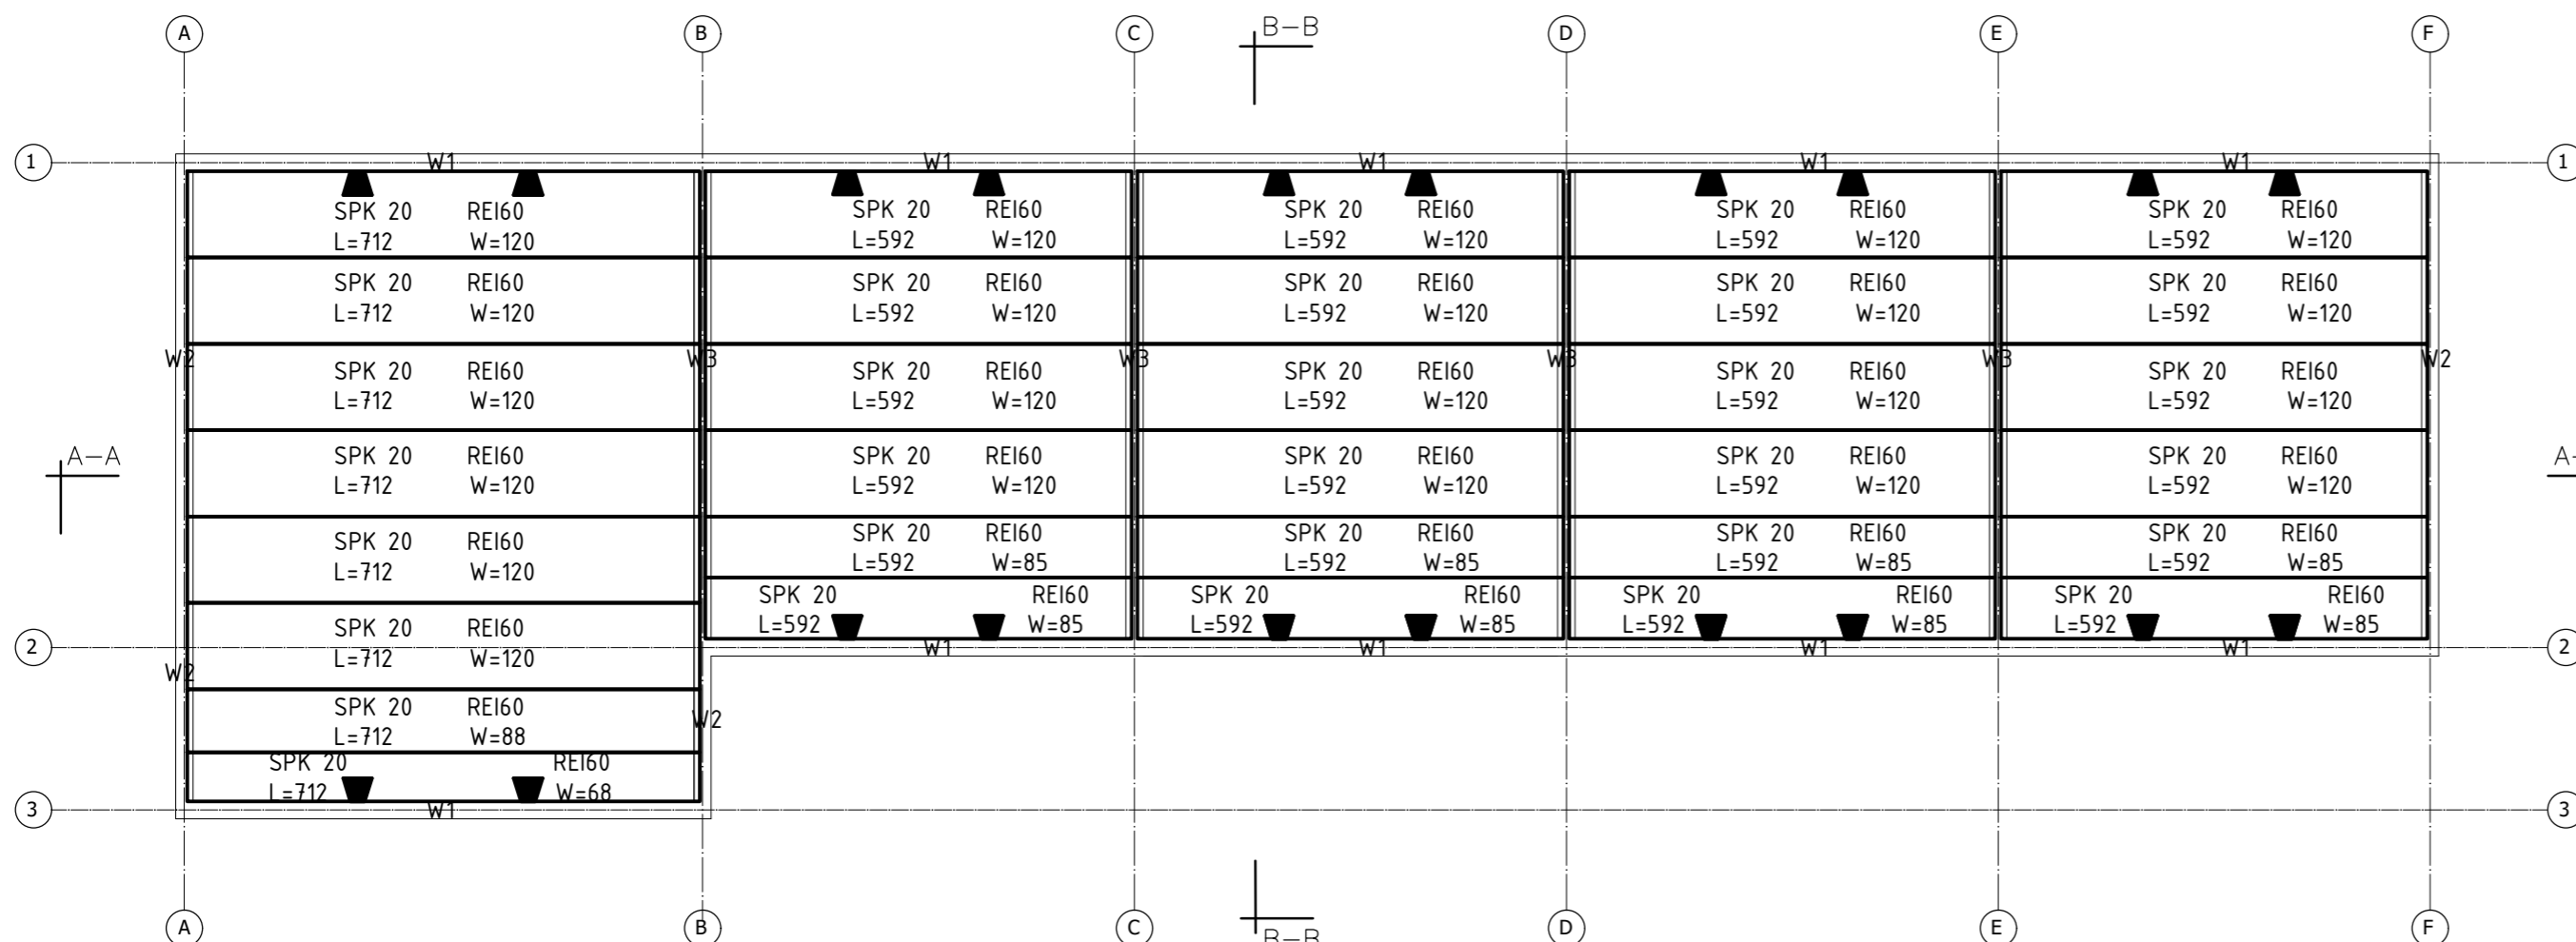 A B C D E F
B-B
1 W1 W1 W1 W1 W1 1
SPK 20 REI60 SPK 20 REI60 SPK 20 REI60 SPK 20 REI60 SPK 20 REI60
L=712 W=120 L=592 W=120 L=592 W=120 L=592 W=120 L=592 W=120
SPK 20 REI60 SPK 20 REI60 SPK 20 REI60 SPK 20 REI60 SPK 20 REI60
L=712 W=120 L=592 W=120 L=592 W=120 L=592 W=120 L=592 W=120
W2 W3 W3 W3 W3 W2
SPK 20 REI60 SPK 20 REI60 SPK 20 REI60 SPK 20 REI60 SPK 20 REI60
L=712 W=120 L=592 W=120 L=592 W=120 L=592 W=120 L=592 W=120
A-A SPK 20 REI60 SPK 20 REI60 SPK 20 REI60 SPK 20 REI60 SPK 20 REI60 A-
L=712 W=120 L=592 W=120 L=592 W=120 L=592 W=120 L=592 W=120
SPK 20 REI60 SPK 20 REI60 SPK 20 REI60 SPK 20 REI60 SPK 20 REI60
L=712 W=120 L=592 W=85 L=592 W=85 L=592 W=85 L=592 W=85
SPK 20 REI60 SPK 20 REI60 SPK 20 REI60 SPK 20 REI60
L=592 W=85 L=592 W=85 L=592 W=85 L=592 W=85
SPK 20 REI60
2 W1 W1 W1 W1 2
L=712 W=120
W2
SPK 20 REI60
W2
L=712 W=88
SPK 20 REI60
L=712 W=68
3 W1 3
A B C D E F
B-B